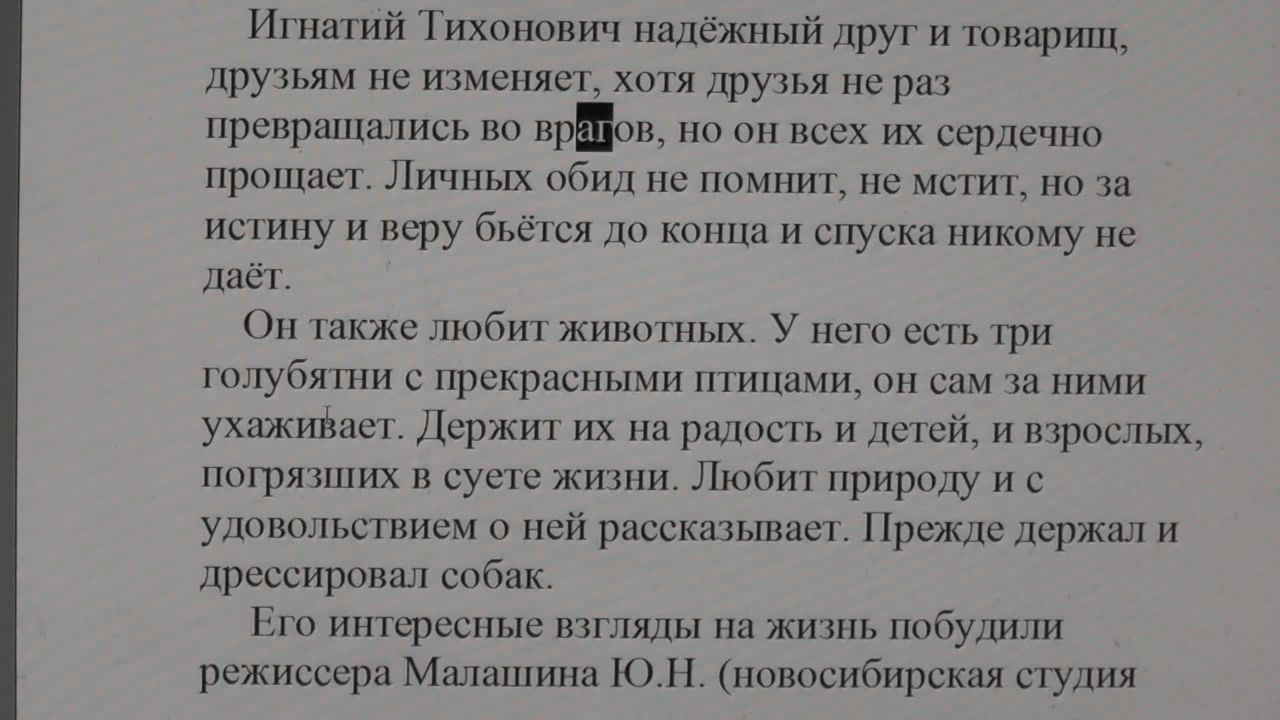 Игнатий Тихонович надёжный друг и товарищ,
друзьям не изменяет, хотя друзья не раз
превращались во врагов, но он всех их сердечно
прощает. Личных обид не помнит, не мстит, но за
истину и веру бьётся до конца и спуска никому не
даёт.
Он также любит животных. У него есть три
голубятни с прекрасными птицами, он сам за ними
ухаживает. Держит их на радость и детей, и взрослых,
погрязших в суете жизни. Любит природу и с
удовольствием о ней рассказывает. Прежде держал и
дрессировал собак.
Его интересные взгляды на жизнь побудили
режиссера Малашина Ю.Н. (новосибирская студия